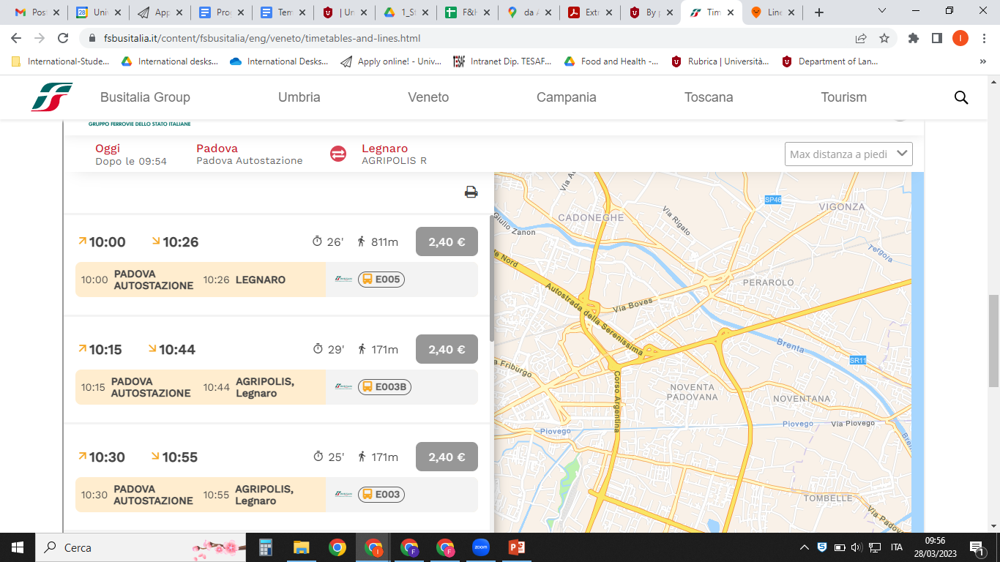 Post
Univ
App
Proc
Tem
| Un
1_St
F&H
da A
Extr
By p
Tim
Line
fsbusitalia.it/content/fsbusitalia/eng/veneto/timetables-and-lines.html
International-Stude...
International desks...
International Desks...
Apply online! - Univ...
Intranet Dip. TESAF...
Food and Health -...
Rubrica | Università...
Department of Lan...
Busitalia Group
Umbria
Veneto
Campania
Toscana
Tourism
GRUPPO FERROVIE DELLO STATO ITALIANE
Oggi
Dopo le 09:54
Padova
Padova Autostazione
Legnaro
AGRIPOLIS R
Max distanza a piedi
10:00 10:26 26' 811m 2,40 €
10:00 PADOVA AUTOSTAZIONE 10:26 LEGNARO E005
10:15 10:44 29' 171m 2,40 €
10:15 PADOVA AUTOSTAZIONE 10:44 AGRIPOLIS, Legnaro E003B
10:30 10:55 25' 171m 2,40 €
10:30 PADOVA AUTOSTAZIONE 10:55 AGRIPOLIS, Legnaro E003
Via Au
SP46
VIGONZA
CADONEGHE
Via Rigato
Giulio Zanon
Tergola
de Nord
PERARОLO
Autostrada della Serenissima
Via Boves
Brenta
SR11
a Friburgo
Corso Argentina
NOVENTA
PADOVANA
NOVENTANA
Piovego
Piovego
Via Piovego
Bren
TOMBELLE
Via Padov
Cerca
zoom
ITA
09:56
28/03/2023
1